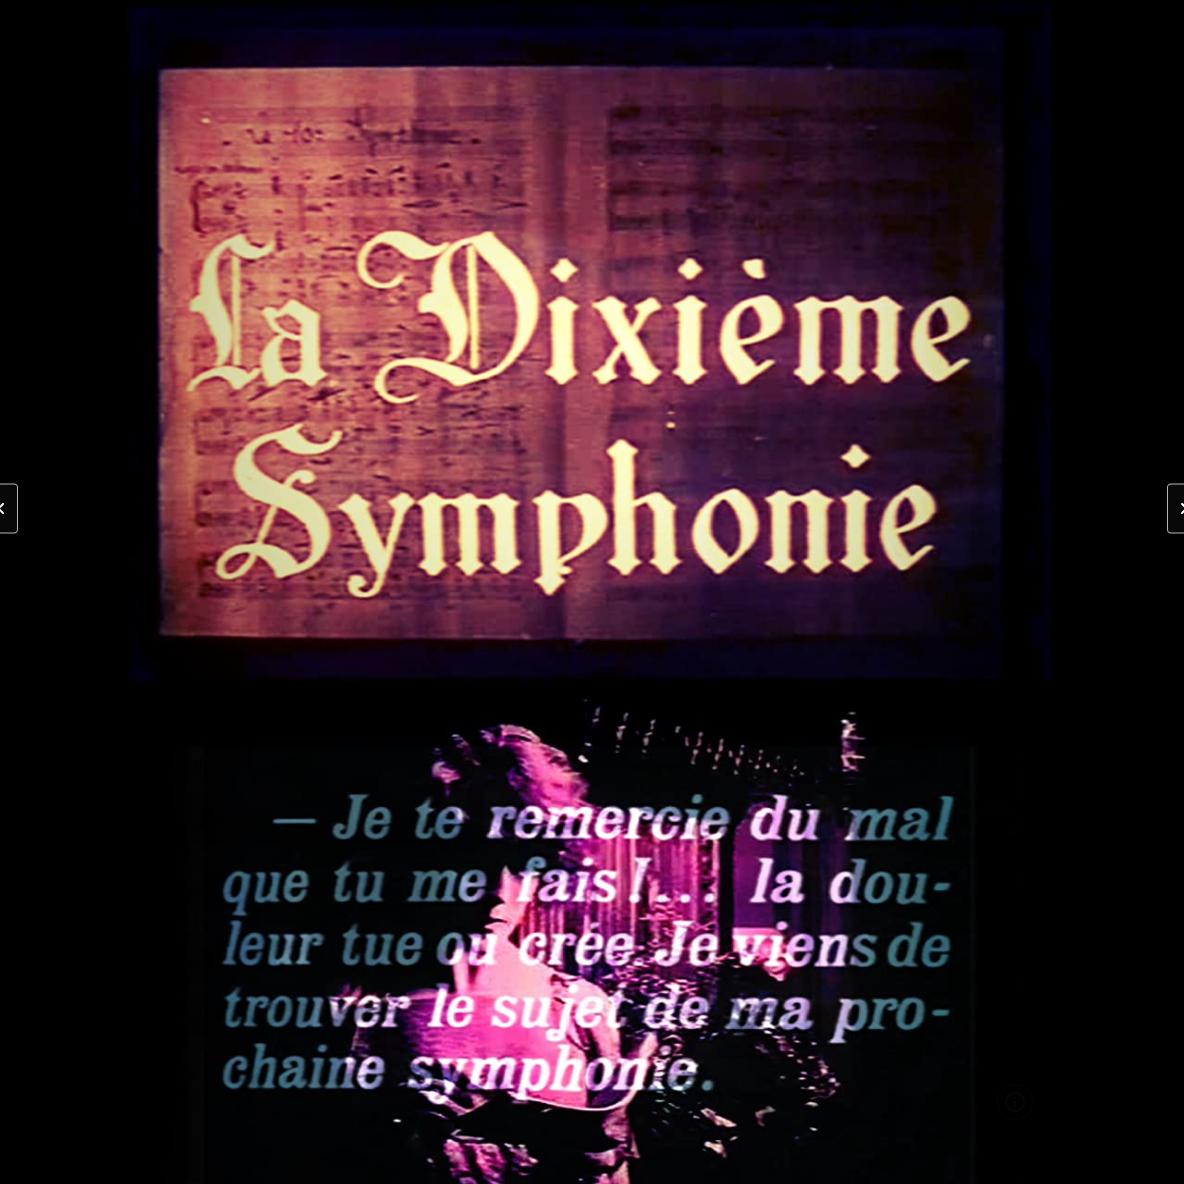 La Dixième
Symphonie
— Je te remercie du mal
que tu me fais !... la dou-
leur tue ou crée. Je viens de
trouver le sujet de ma pro-
chaine symphonie.